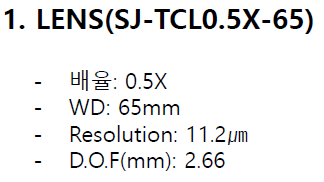 1. LENS(SJ-TCL0.5X-65)
- 배율: 0.5X
- WD: 65mm
- Resolution: 11.2㎛
- D.O.F(mm): 2.66